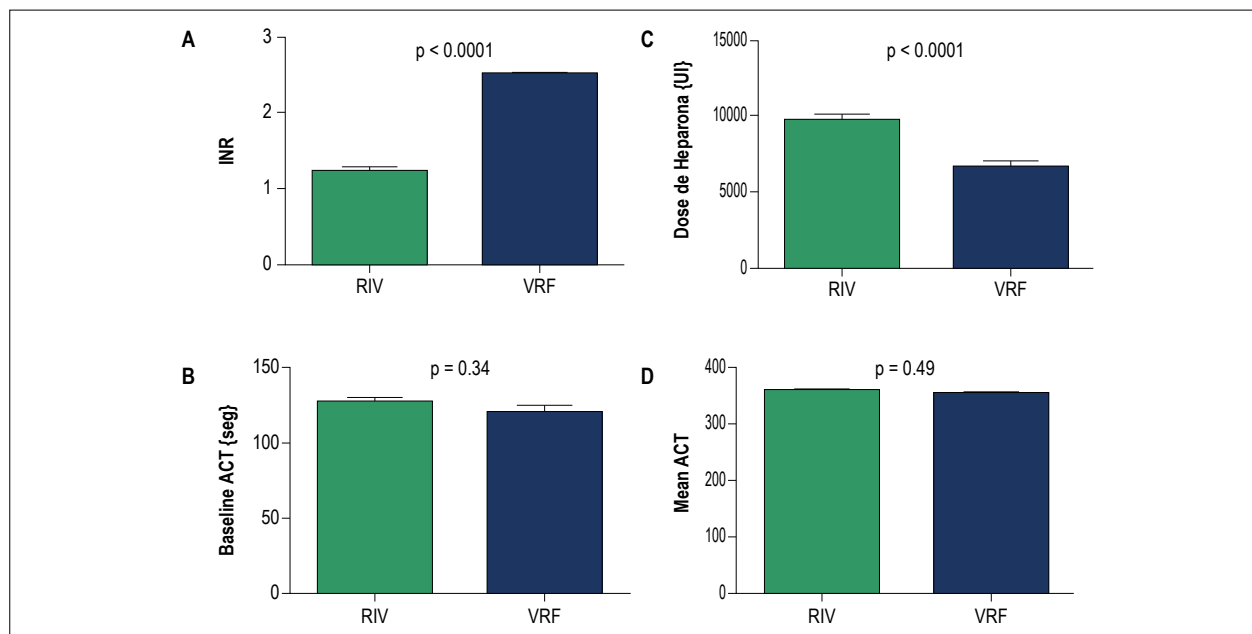 A
p < 0.0001
3
2
1
0
INR
RIV VRF
C
p < 0.0001
15000
10000
5000
0
Dose de Heparona {UI}
RIV VRF
B
p = 0.34
150
100
50
0
Baseline ACT {seg}
RIV VRF
D
p = 0.49
400
300
200
100
0
Mean ACT
RIV VRF